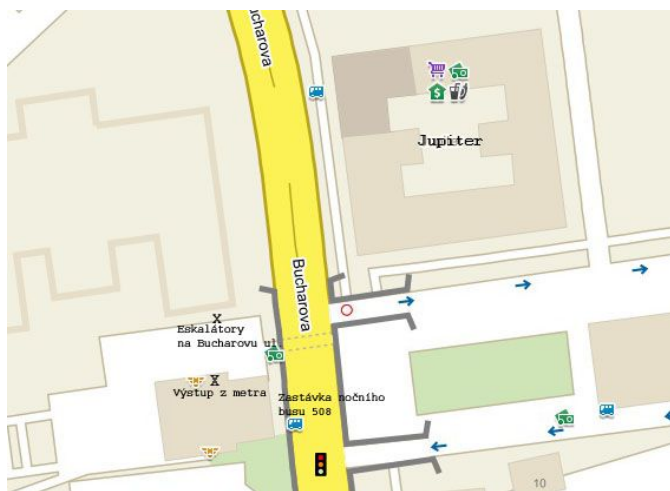 Bucharova
Jupiter
Bucharova
X
Eskalátory
na Bucharovu ul.
X
Výstup z metra
Zastávka nočního
busu 508
10